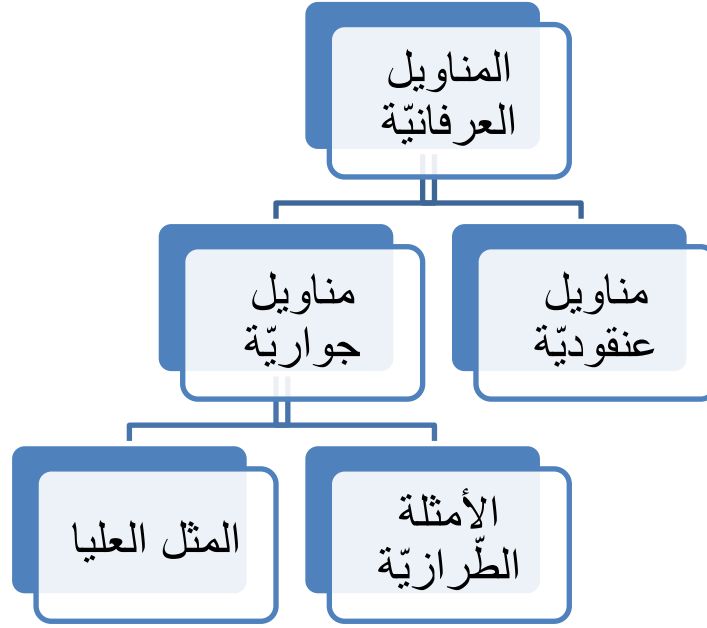 المناويل
العرفانيّة
مناويل
عنقوديّة
مناويل
جواريّة
الأمثلة
الطّرازيّة
المثل العليا